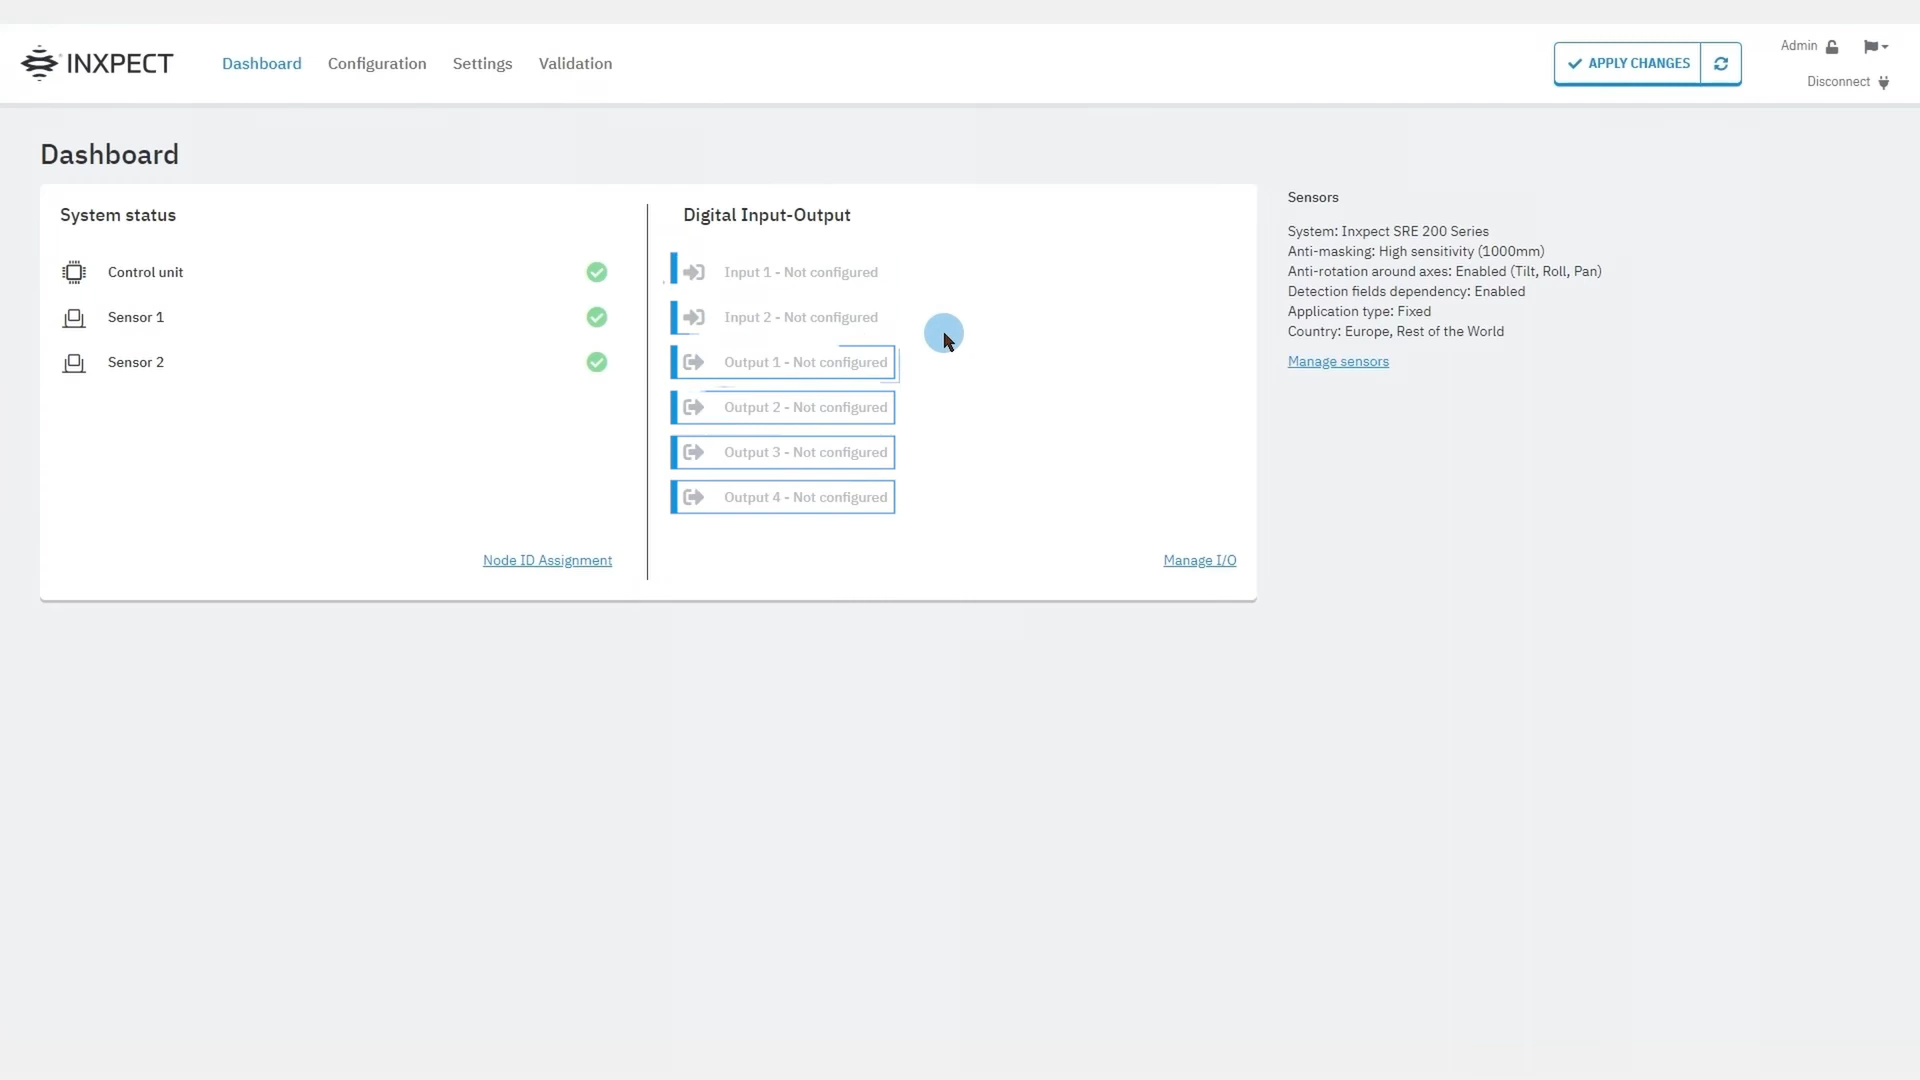 INXPECT
Dashboard
Configuration
Settings
Validation
APPLY CHANGES
Admin
Disconnect
Dashboard
System status
Control unit
Sensor 1
Sensor 2
Node ID Assignment
Digital Input-Output
Input 1 - Not configured
Input 2 - Not configured
Output 1 - Not configured
Output 2 - Not configured
Output 3 - Not configured
Output 4 - Not configured
Manage I/O
Sensors
System: Inxpect SRE 200 Series
Anti-masking: High sensitivity (1000mm)
Anti-rotation around axes: Enabled (Tilt, Roll, Pan)
Detection fields dependency: Enabled
Application type: Fixed
Country: Europe, Rest of the World
Manage sensors